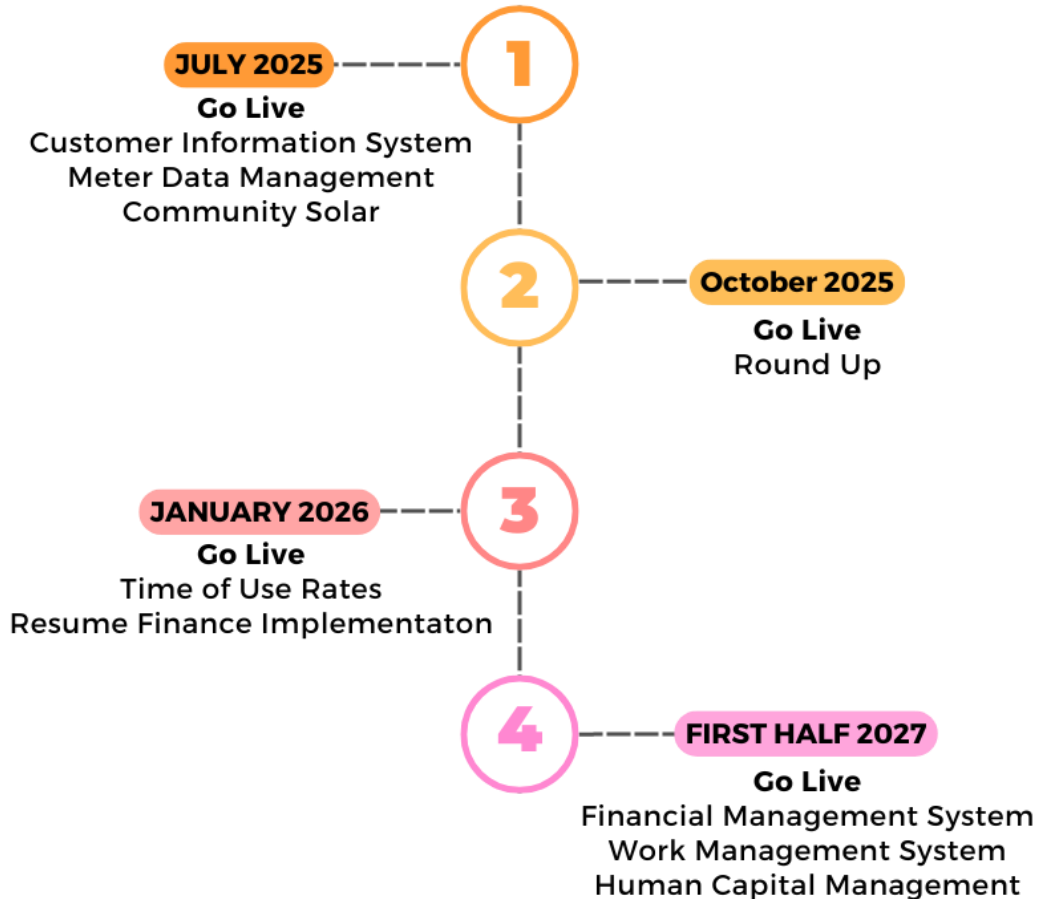 1
JULY 2025
Go Live
Customer Information System
Meter Data Management
Community Solar
2
October 2025
Go Live
Round Up
3
JANUARY 2026
Go Live
Time of Use Rates
Resume Finance Implementaton
4
FIRST HALF 2027
Go Live
Financial Management System
Work Management System
Human Capital Management